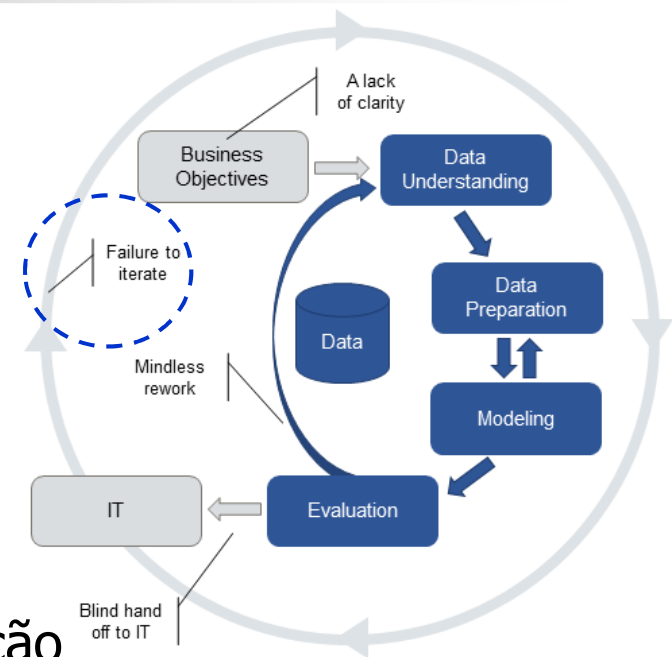 A lack
of clarity
Business
Objectives
Data
Understanding
Failure to
iterate
Data
Preparation
Data
Mindless
rework
Modeling
IT
Evaluation
Blind hand
off to IT